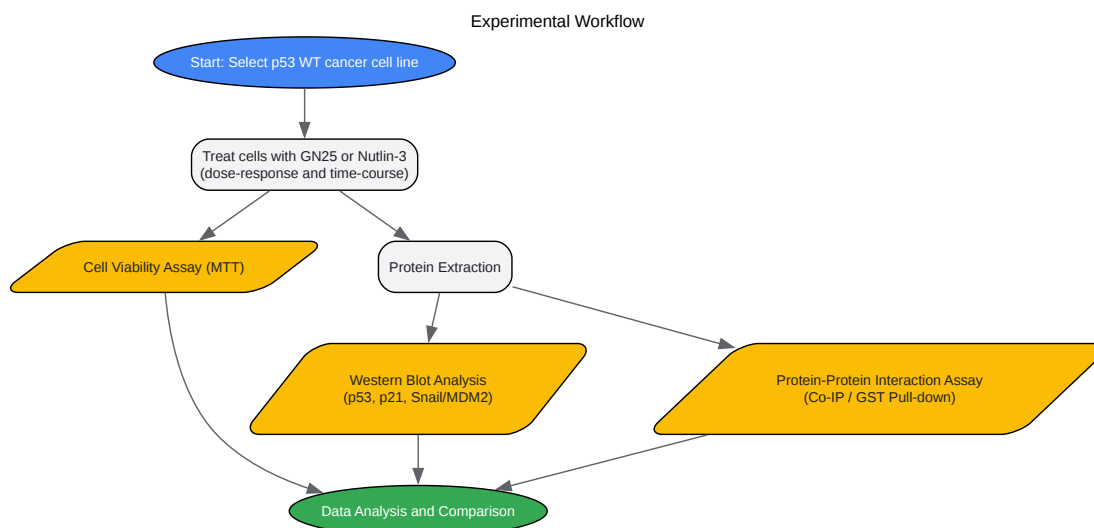 Experimental Workflow
Start: Select p53 WT cancer cell line
Treat cells with GN25 or Nutlin-3
(dose-response and time-course)
Cell Viability Assay (MTT)
Protein Extraction
Western Blot Analysis
(p53, p21, Snail/MDM2)
Protein-Protein Interaction Assay
(Co-IP / GST Pull-down)
Data Analysis and Comparison